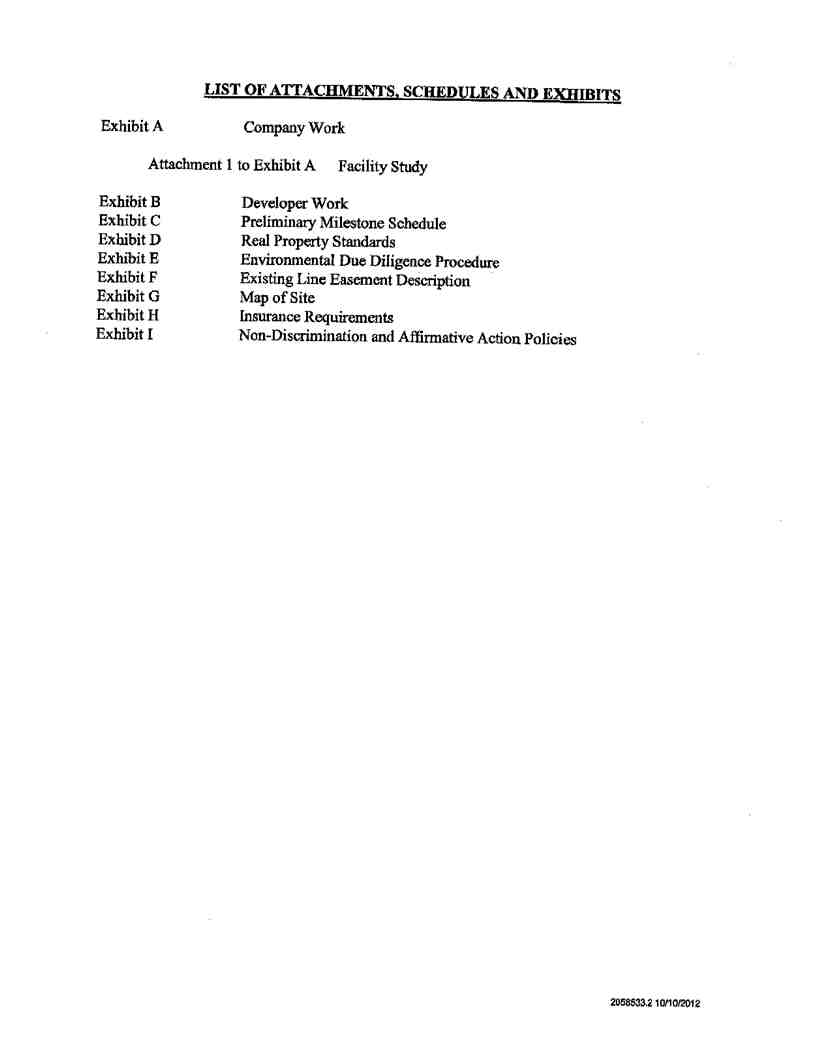 LIST OF ATTACHMENTS, SCHEDULES AND EXHIBITS
Exhibit A Company Work
Attachment 1 to Exhibit A Facility Study
Exhibit B Developer Work
Exhibit C Preliminary Milestone Schedule
Exhibit D Real Property Standards
Exhibit E Environmental Due Diligence Procedure
Exhibit F Existing Line Easement Description
Exhibit G Map of Site
Exhibit H Insurance Requirements
Exhibit I Non-Discrimination and Affirmative Action Policies
2058533.2 10/10/2012